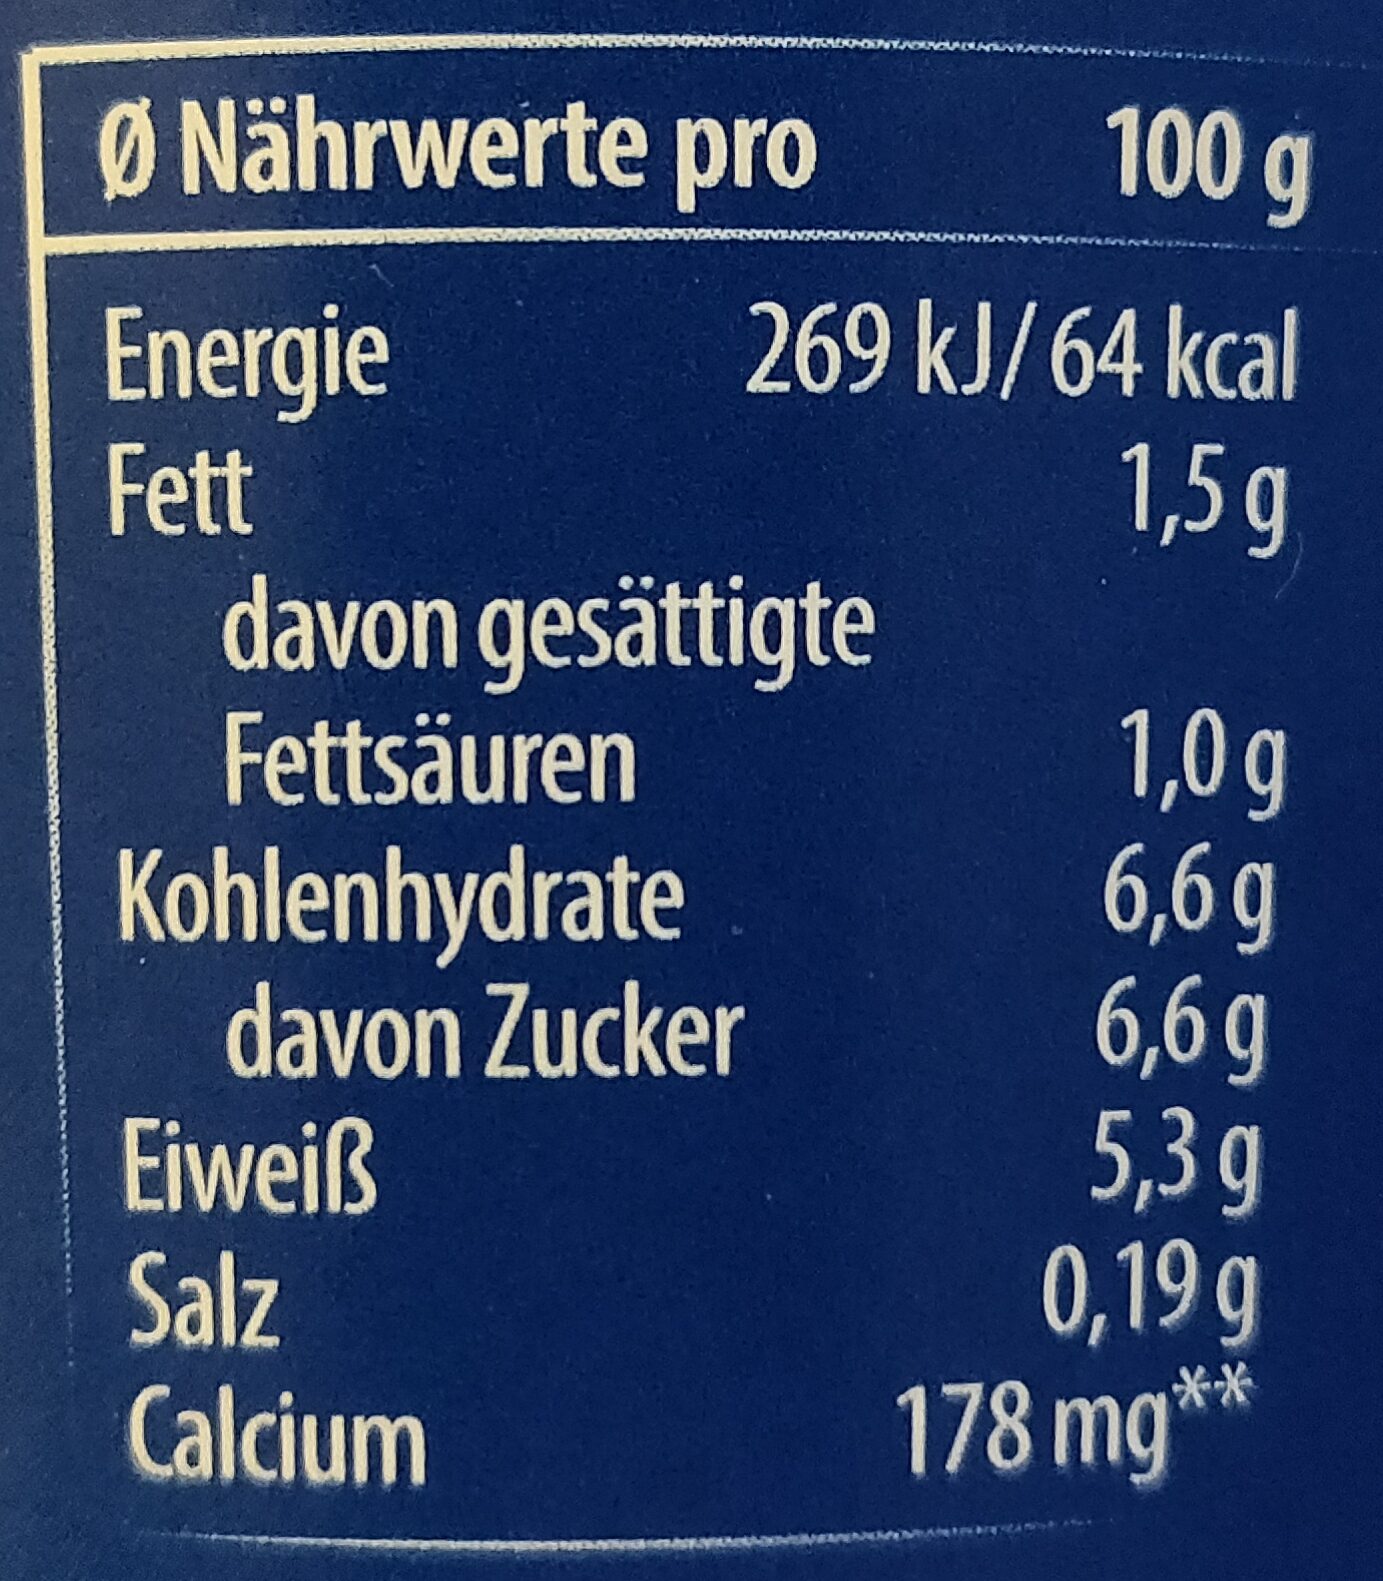 Ø Nährwerte pro 100 g
Energie 269 kJ/64 kcal
Fett 1,5 g
davon gesättigte
Fettsäuren 1,0 g
Kohlenhydrate 6,6 g
davon Zucker 6,6 g
Eiweiß 5,3 g
Salz 0,19 g
Calcium 178 mg**